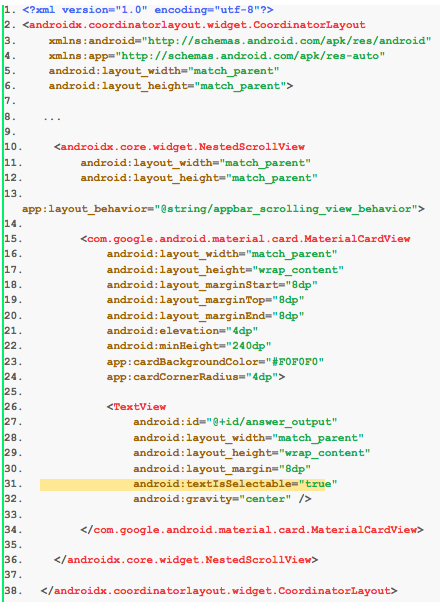 1. <?xml version="1.0" encoding="utf-8"?>
2. <androidx.coordinatorlayout.widget.CoordinatorLayout
3. xmlns:android="http://schemas.android.com/apk/res/android"
4. xmlns:app="http://schemas.android.com/apk/res-auto"
5. android:layout_width="match_parent"
6. android:layout_height="match_parent">
7.
8. ...
9.
10. <androidx.core.widget.NestedScrollView
11. android:layout_width="match_parent"
12. android:layout_height="match_parent"
13.
app:layout_behavior="@string/appbar_scrolling_view_behavior">
14.
15. <com.google.android.material.card.MaterialCardView
16. android:layout_width="match_parent"
17. android:layout_height="wrap_content"
18. android:layout_marginStart="8dp"
19. android:layout_marginTop="8dp"
20. android:layout_marginEnd="8dp"
21. android:elevation="4dp"
22. android:minHeight="240dp"
23. app:cardBackgroundColor="#F0F0F0"
24. app:cardCornerRadius="4dp">
25.
26. <TextView
27. android:id="@+id/answer_output"
28. android:layout_width="match_parent"
29. android:layout_height="wrap_content"
30. android:layout_margin="8dp"
31. android:textIsSelectable="true"
32. android:gravity="center" />
33.
34. </com.google.android.material.card.MaterialCardView>
35.
36. </androidx.core.widget.NestedScrollView>
37.
38. </androidx.coordinatorlayout.widget.CoordinatorLayout>